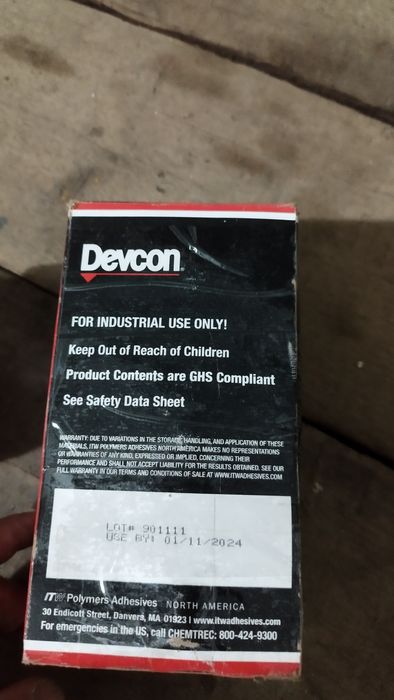 Devcon
FOR INDUSTRIAL USE ONLY!
Keep Out of Reach of Children
Product Contents are GHS Compliant
See Safety Data Sheet
WARRANTY: DUE TO VARIATIONS IN THE STORAGE, HANDLING, AND APPLICATION OF THESE
MATERIALS, ITW POLYMERS ADHESIVES NORTH AMERICA MAKES NO REPRESENTATIONS
OR WARRANTIES OF ANY KIND, EXPRESSED OR IMPLIED, CONCERNING THEIR
PERFORMANCE AND SHALL NOT ACCEPT LIABILITY FOR THE RESULTS OBTAINED. SEE OUR
FULL WARRANTY IN OUR TERMS AND CONDITIONS OF SALE AT WWW.ITWADHESIVES.COM
LOT# 901111
USE BY: 01/11/2024
ITW Polymers Adhesives NORTH AMERICA
30 Endicott Street, Danvers, MA 01923 | www.itwadhesives.com
For emergencies in the US, call CHEMTREC: 800-424-9300